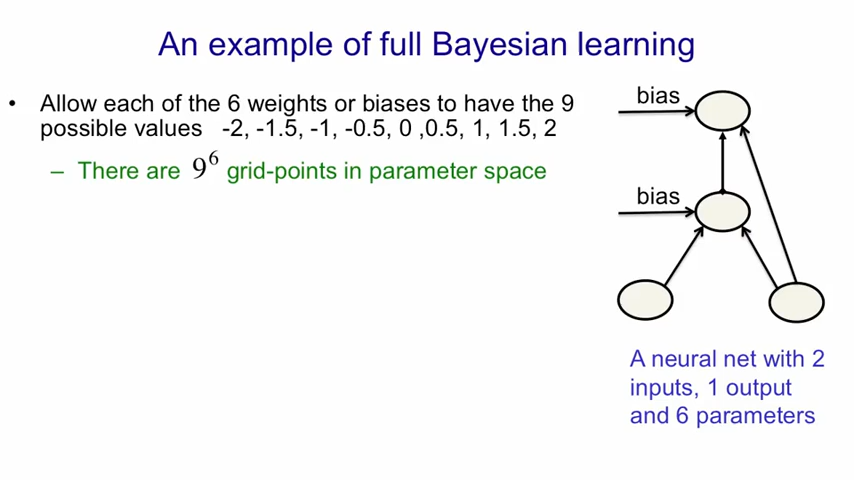 An example of full Bayesian learning
• Allow each of the 6 weights or biases to have the 9
possible values -2, -1.5, -1, -0.5, 0 ,0.5, 1, 1.5, 2
– There are 9⁶ grid-points in parameter space
bias
bias
A neural net with 2
inputs, 1 output
and 6 parameters